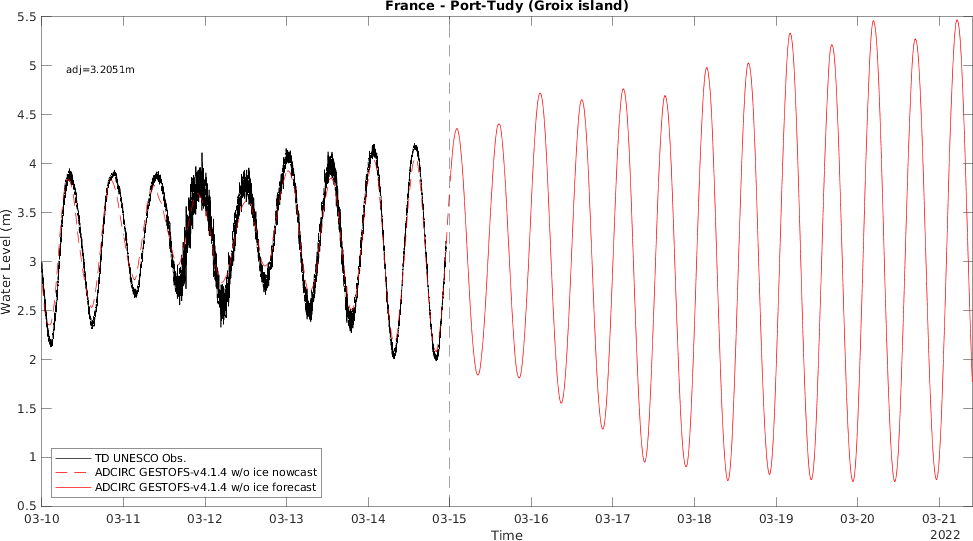 France - Port-Tudy (Groix island)
5.5
5
4.5
4
3.5
3
2.5
2
1.5
1
0.5
Water Level (m)
adj=3.2051m
TD UNESCO Obs.
ADCIRC GESTOFS-v4.1.4 w/o ice nowcast
ADCIRC GESTOFS-v4.1.4 w/o ice forecast
03-10 03-11 03-12 03-13 03-14 03-15 03-16 03-17 03-18 03-19 03-20 03-21
Time
2022